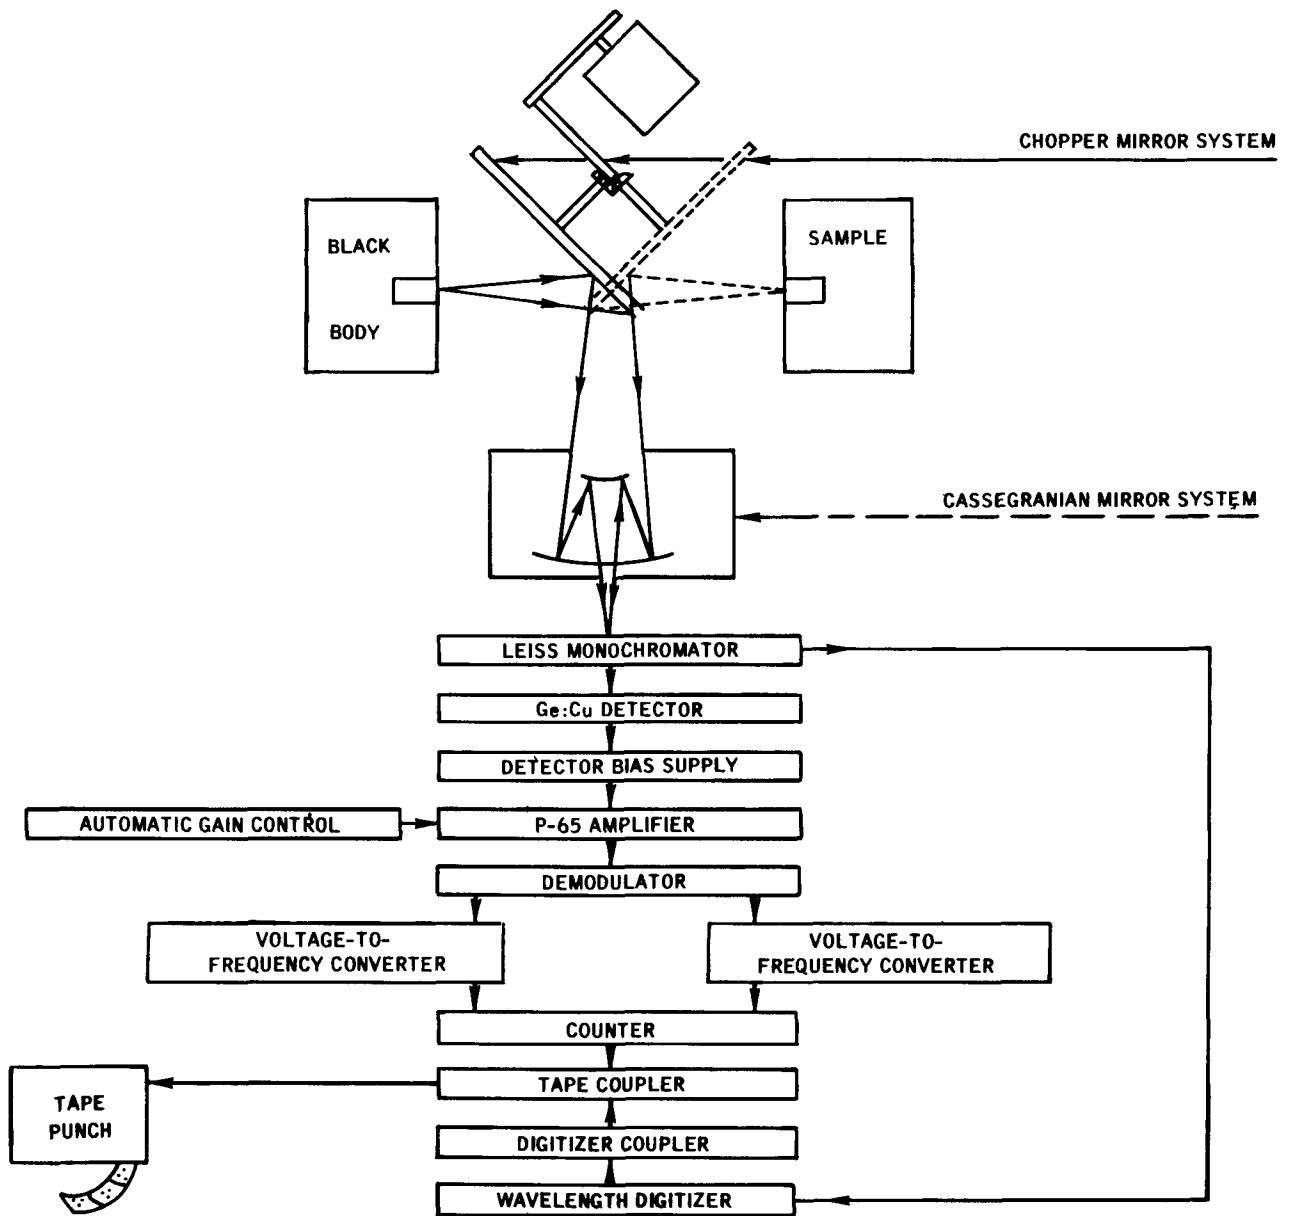 CHOPPER MIRROR SYSTEM
BLACK
BODY
SAMPLE
CASSEGRANIAN MIRROR SYSTEM
LEISS MONOCHROMATOR
Ge:Cu DETECTOR
DETECTOR BIAS SUPPLY
AUTOMATIC GAIN CONTROL
P-65 AMPLIFIER
DEMODULATOR
VOLTAGE-TO-
FREQUENCY CONVERTER
VOLTAGE-TO-
FREQUENCY CONVERTER
COUNTER
TAPE COUPLER
TAPE
PUNCH
DIGITIZER COUPLER
WAVELENGTH DIGITIZER